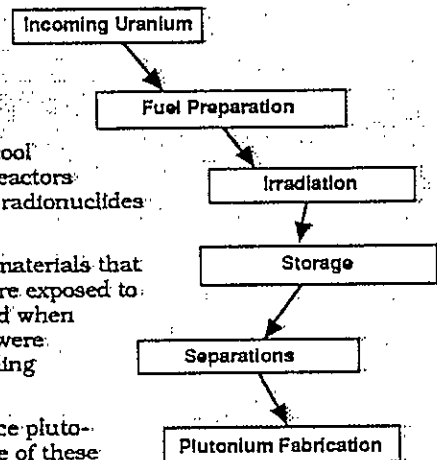 Incoming Uranium
Fuel Preparation
ool
eactors
radionuclides
Irradiation
materials that
re exposed to
d when
were
ing
Storage
Separations
ce pluto-
e of these
Plutonium Fabrication